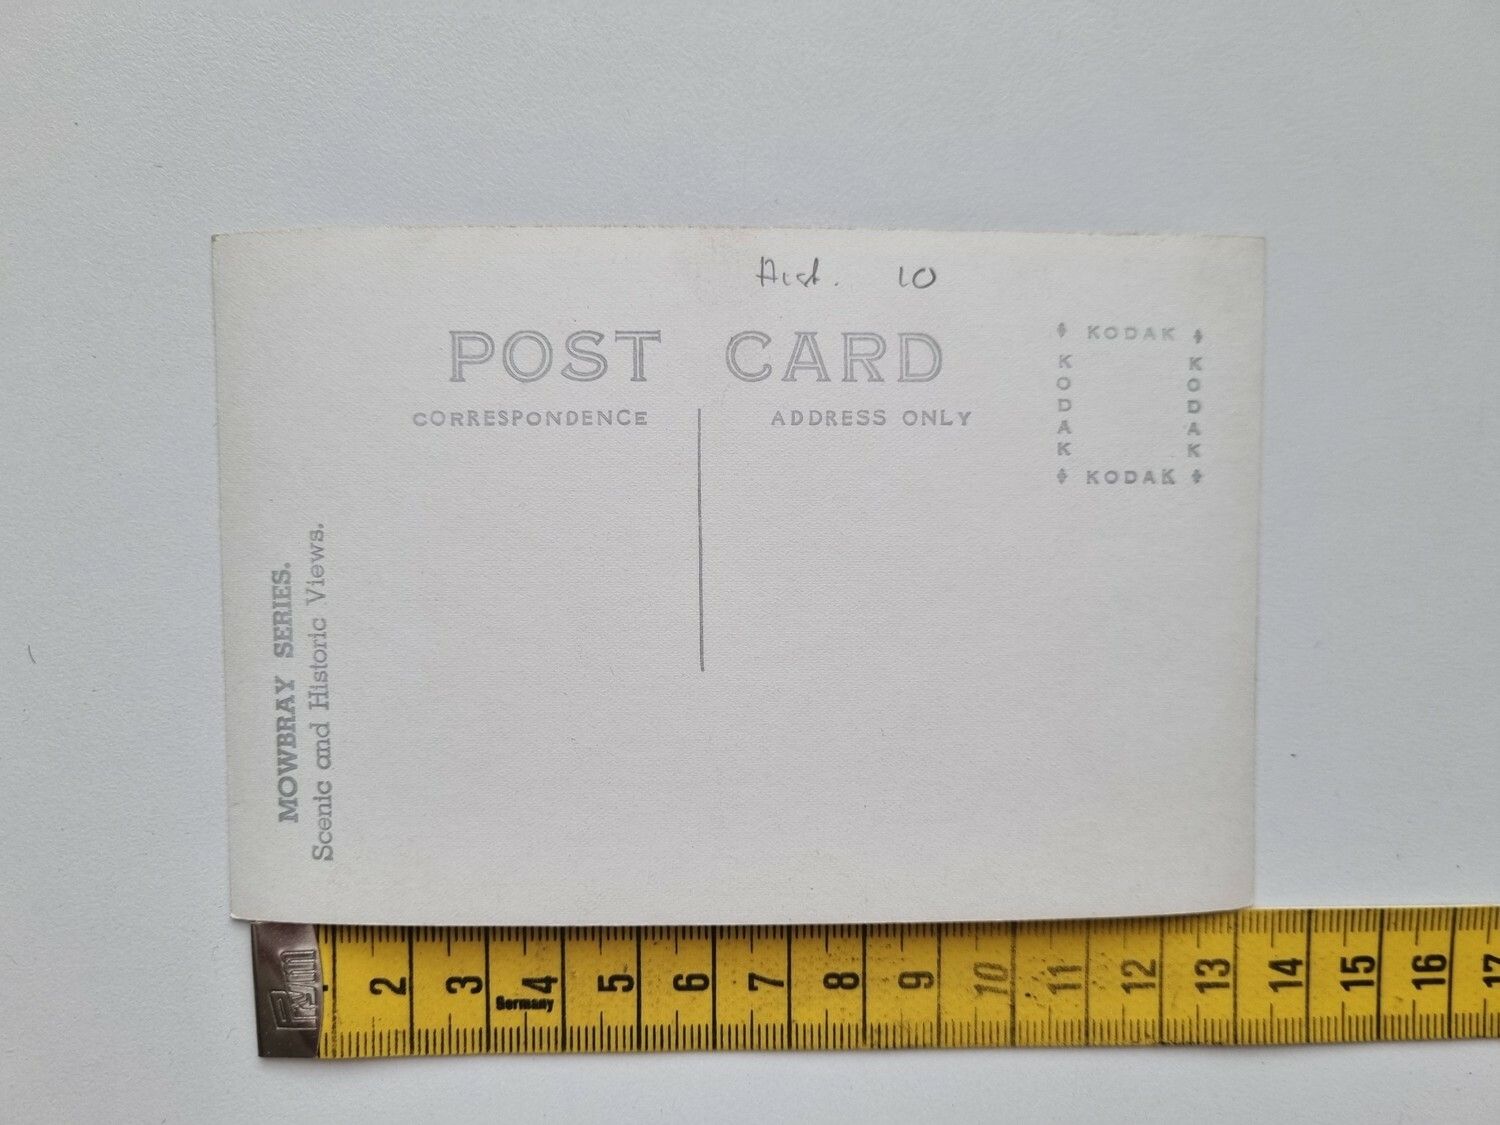 Aust. 10
POST CARD
CORRESPONDENCE ADDRESS ONLY
KODAK
KODAK
KODAK
KODAK
MOWBRAY SERIES.
Scenic and Historic Views.
2 3 4 5 6 7 8 9 10 11 12 13 14 15 16 17
Germany